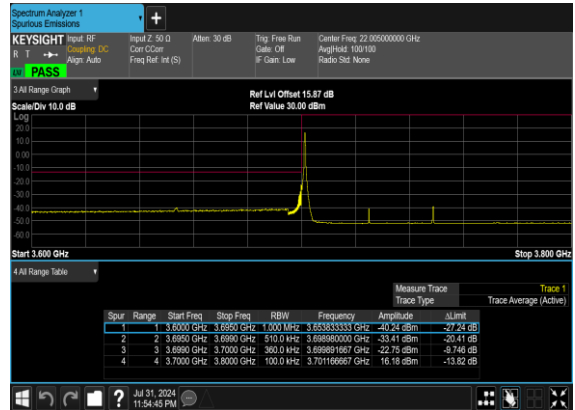 Spectrum Analyzer 1
Spurious Emissions
KEYSIGHT Input: RF Input Z: 50 Ω Atten: 30 dB Trig: Free Run Center Freq: 22.005000000 GHz
R T Coupling: DC Corr CCorr Gate: Off Avg|Hold: 100/100
Align: Auto Freq Ref: Int (S) IF Gain: Low Radio Std: None
PASS
3 All Range Graph
Ref Lvl Offset 15.87 dB
Scale/Div 10.0 dB Ref Value 30.00 dBm
Log
20.0
10.0
0.00
-10.0
-20.0
-30.0
-40.0
-50.0
-60.0
Start 3.600 GHz Stop 3.800 GHz
4 All Range Table
Measure Trace Trace 1
Trace Type Trace Average (Active)
Spur Range Start Freq Stop Freq RBW Frequency Amplitude ΔLimit
1 1 3.6000 GHz 3.6950 GHz 1.000 MHz 3.653833333 GHz -40.24 dBm -27.24 dB
2 2 3.6950 GHz 3.6990 GHz 510.0 kHz 3.698980000 GHz -33.41 dBm -20.41 dB
3 3 3.6990 GHz 3.7000 GHz 360.0 kHz 3.699891667 GHz -22.75 dBm -9.746 dB
4 4 3.7000 GHz 3.8000 GHz 100.0 kHz 3.701166667 GHz 16.18 dBm -13.82 dB
?
Jul 31, 2024
11:54:45 PM